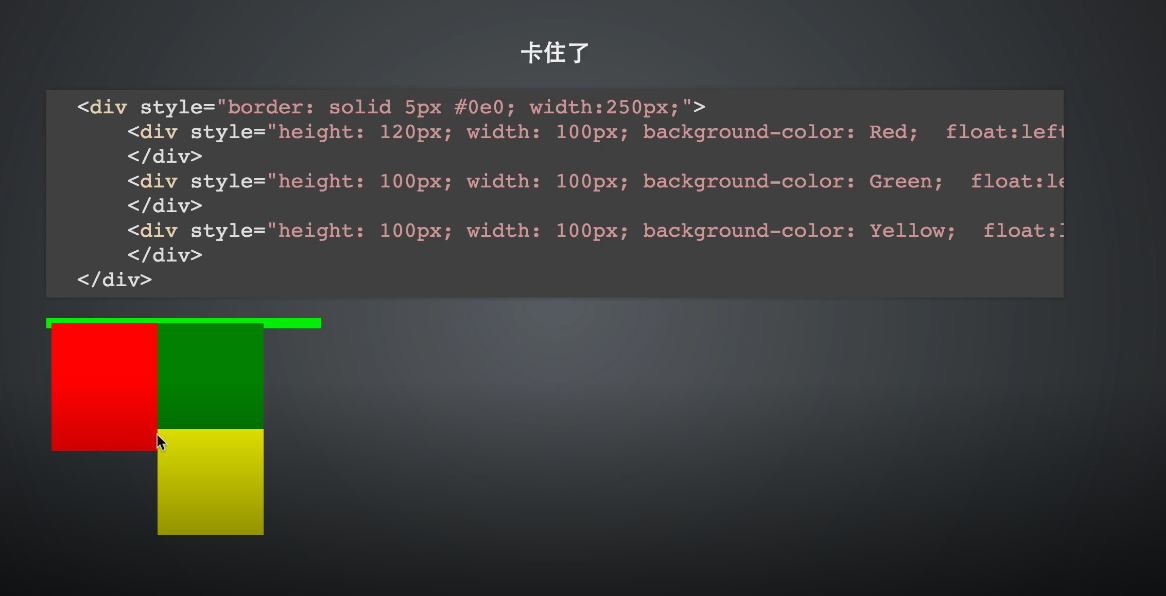 卡住了
<div style="border: solid 5px #0e0; width:250px;">
<div style="height: 120px; width: 100px; background-color: Red;  float:left
</div>
<div style="height: 100px; width: 100px; background-color: Green;  float:le
</div>
<div style="height: 100px; width: 100px; background-color: Yellow;  float:
</div>
</div>